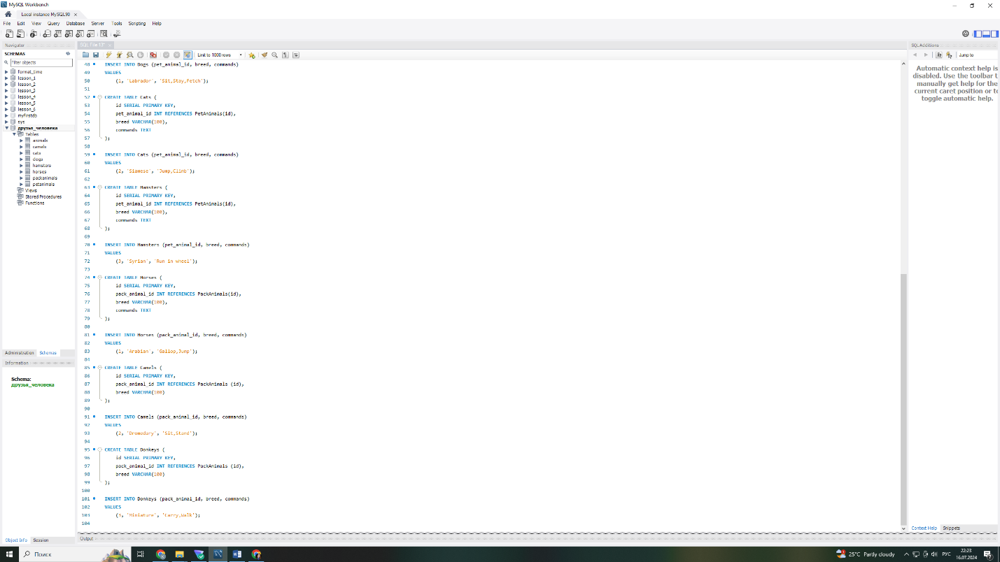 MySQL Workbench
Local instance MySQL90 ×
File Edit View Query Database Server Tools Scripting Help
Navigator
SCHEMAS
Filter objects
format_time
lesson_1
lesson_2
lesson_3
lesson_4
lesson_5
lesson_6
myfirstdb
sys
друзья_человека
Tables
animals
camels
cats
dogs
hamsters
horses
packanimals
petanimals
Views
Stored Procedures
Functions
Administration Schemas
Information
Schema:
друзья_человека
Object Info Session
SQL File 12* ×
Limit to 1000 rows
48 INSERT INTO Dogs (pet_animal_id, breed, commands)
49 VALUES
50 (1, 'Labrador', 'Sit,Stay,Fetch');
51
52 CREATE TABLE Cats (
53 id SERIAL PRIMARY KEY,
54 pet_animal_id INT REFERENCES PetAnimals(id),
55 breed VARCHAR(100),
56 commands TEXT
57 );
58
59 INSERT INTO Cats (pet_animal_id, breed, commands)
60 VALUES
61 (2, 'Siamese', 'Jump,Climb');
62
63 CREATE TABLE Hamsters (
64 id SERIAL PRIMARY KEY,
65 pet_animal_id INT REFERENCES PetAnimals(id),
66 breed VARCHAR(100),
67 commands TEXT
68 );
69
70 INSERT INTO Hamsters (pet_animal_id, breed, commands)
71 VALUES
72 (3, 'Syrian', 'Run in wheel');
73
74 CREATE TABLE Horses (
75 id SERIAL PRIMARY KEY,
76 pack_animal_id INT REFERENCES PackAnimals(id),
77 breed VARCHAR(100),
78 commands TEXT
79 );
80
81 INSERT INTO Horses (pack_animal_id, breed, commands)
82 VALUES
83 (1, 'Arabian', 'Gallop,Jump');
84
85 CREATE TABLE Camels (
86 id SERIAL PRIMARY KEY,
87 pack_animal_id INT REFERENCES PackAnimals (id),
88 breed VARCHAR(100)
89 );
90
91 INSERT INTO Camels (pack_animal_id, breed, commands)
92 VALUES
93 (2, 'Dromedary', 'Sit,Stand');
94
95 CREATE TABLE Donkeys (
96 id SERIAL PRIMARY KEY,
97 pack_animal_id INT REFERENCES PackAnimals (id),
98 breed VARCHAR(100)
99 );
100
101 INSERT INTO Donkeys (pack_animal_id, breed, commands)
102 VALUES
103 (3, 'Miniature', 'Carry,Walk');
104
Output
SQLAdditions
Jump to
Automatic context help is
disabled. Use the toolbar t
manually get help for the
current caret position or to
toggle automatic help.
Context Help Snippets
Поиск
25°C Partly cloudy
РУС
22:23
16.07.2024